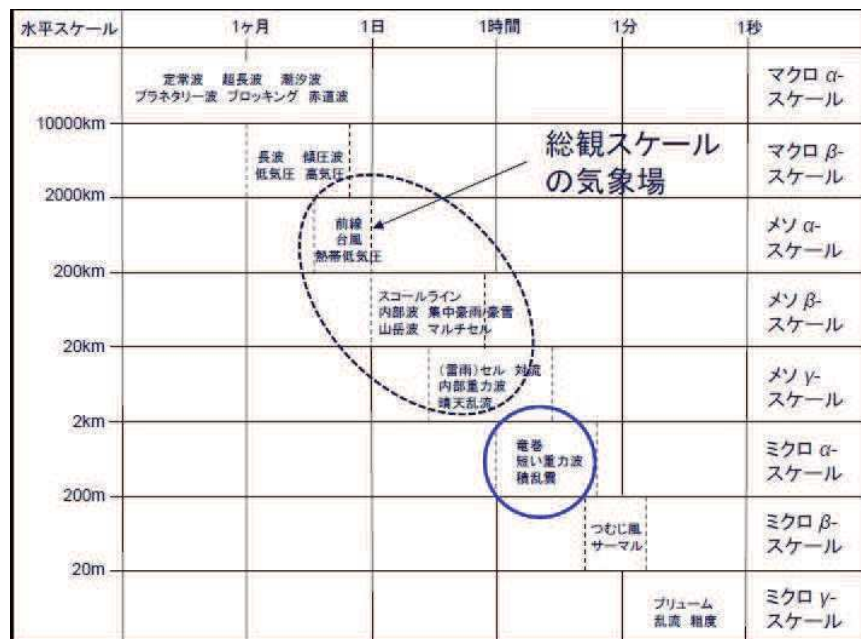 水平スケール 1ヶ月 1日 1時間 1分 1秒
定常波 超長波 潮汐波
プラネタリー波 ブロッキング 赤道波
マクロ α-
スケール
10000km
長波 傾圧波
低気圧 高気圧
総観スケール
の気象場
マクロ β-
スケール
2000km
前線
台風
熱帯低気圧
メソ α-
スケール
200km
スコールライン
内部波 集中豪雨/豪雪
山岳波 マルチセル
メソ β-
スケール
20km
(雷雨)セル 対流
内部重力波
晴天乱流
メソ γ-
スケール
2km
竜巻
短い重力波
積乱雲
ミクロ α-
スケール
200m
つむじ風
サーマル
ミクロ β-
スケール
20m
プリューム
乱流 粗度
ミクロ γ-
スケール